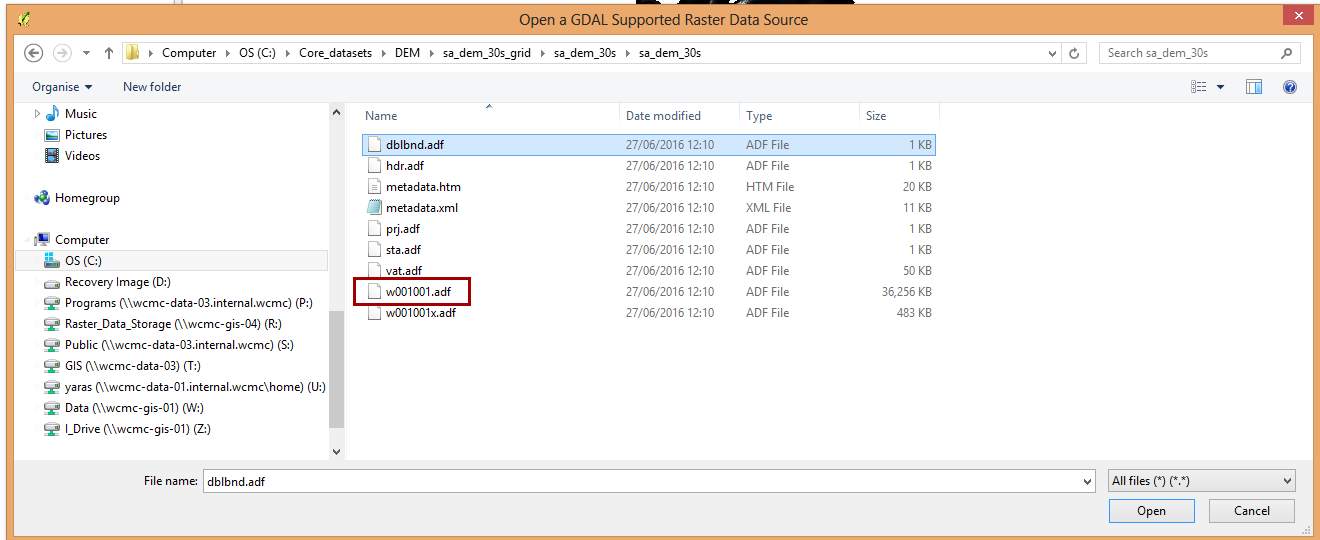 Open a GDAL Supported Raster Data Source
Computer OS (C:) Core_datasets DEM sa_dem_30s_grid sa_dem_30s sa_dem_30s Search sa_dem_30s
Organise New folder
Music
Pictures
Videos
Homegroup
Computer
OS (C:)
Recovery Image (D:)
Programs (\\wcmc-data-03.internal.wcmc) (P:)
Raster_Data_Storage (\\wcmc-gis-04) (R:)
Public (\\wcmc-data-03.internal.wcmc) (S:)
GIS (\\wcmc-data-03) (T:)
yaras (\\wcmc-data-01.internal.wcmc\home) (U:)
Data (\\wcmc-gis-01) (W:)
I_Drive (\\wcmc-gis-01) (Z:)
Name Date modified Type Size
dblbnd.adf 27/06/2016 12:10 ADF File 1 KB
hdr.adf 27/06/2016 12:10 ADF File 1 KB
metadata.htm 27/06/2016 12:10 HTM File 20 KB
metadata.xml 27/06/2016 12:10 XML File 11 KB
prj.adf 27/06/2016 12:10 ADF File 1 KB
sta.adf 27/06/2016 12:10 ADF File 1 KB
vat.adf 27/06/2016 12:10 ADF File 50 KB
w001001.adf 27/06/2016 12:10 ADF File 36,256 KB
w001001x.adf 27/06/2016 12:10 ADF File 483 KB
File name: dblbnd.adf All files (*) (*.*)
Open Cancel